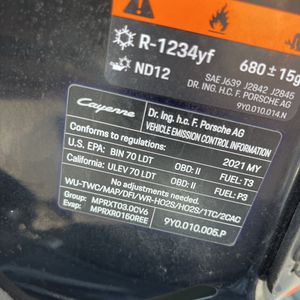 R-1234yf
680 ± 15g
ND12
SAE J639 J2842 J2845
DR. ING. H.C. F. PORSCHE AG
9Y0.010.014.N
Cayenne
Dr. Ing. h.c. F. Porsche AG
VEHICLE EMISSION CONTROL INFORMATION
Conforms to regulations:
2021 MY
U.S. EPA: BIN 70 LDT OBD: II FUEL: T3
California: ULEV 70 LDT OBD: II FUEL: P3
No adjustments needed.
WU-TWC/MAP/DFI/WR-HO2S/HO2S/1TC/2CAC
Group: MPRXT03.0CV6
Evap: MPRXR0150REE
9Y0.010.005.P